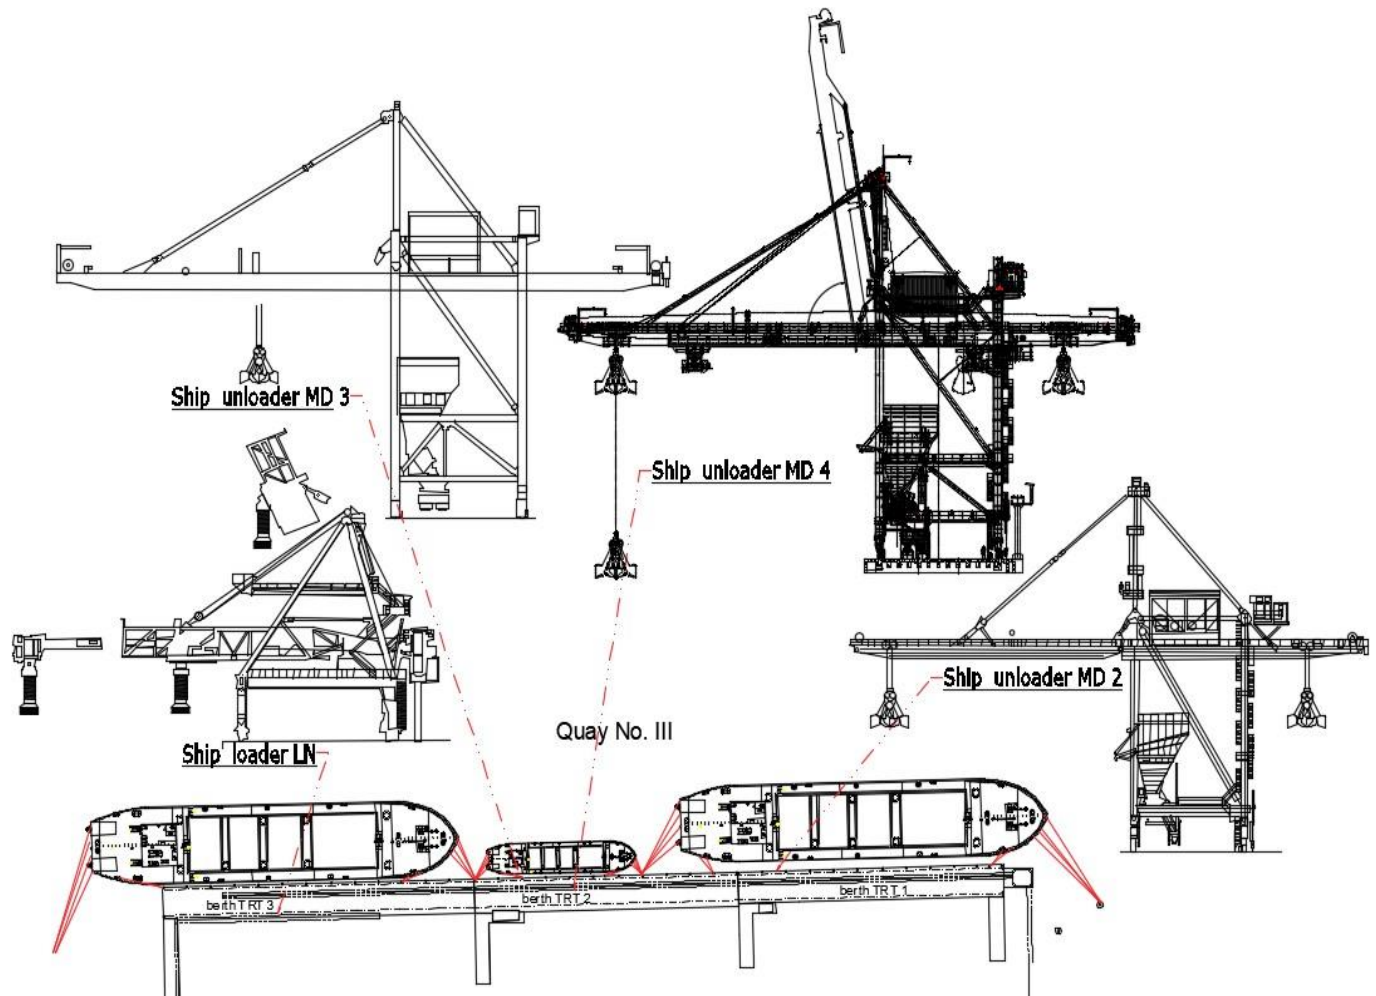 Ship unloader MD 3
Ship unloader MD 4
Ship unloader MD 2
Quay No. III
Ship loader LN
berth TRT 3
berth TRT 2
berth TRT 1